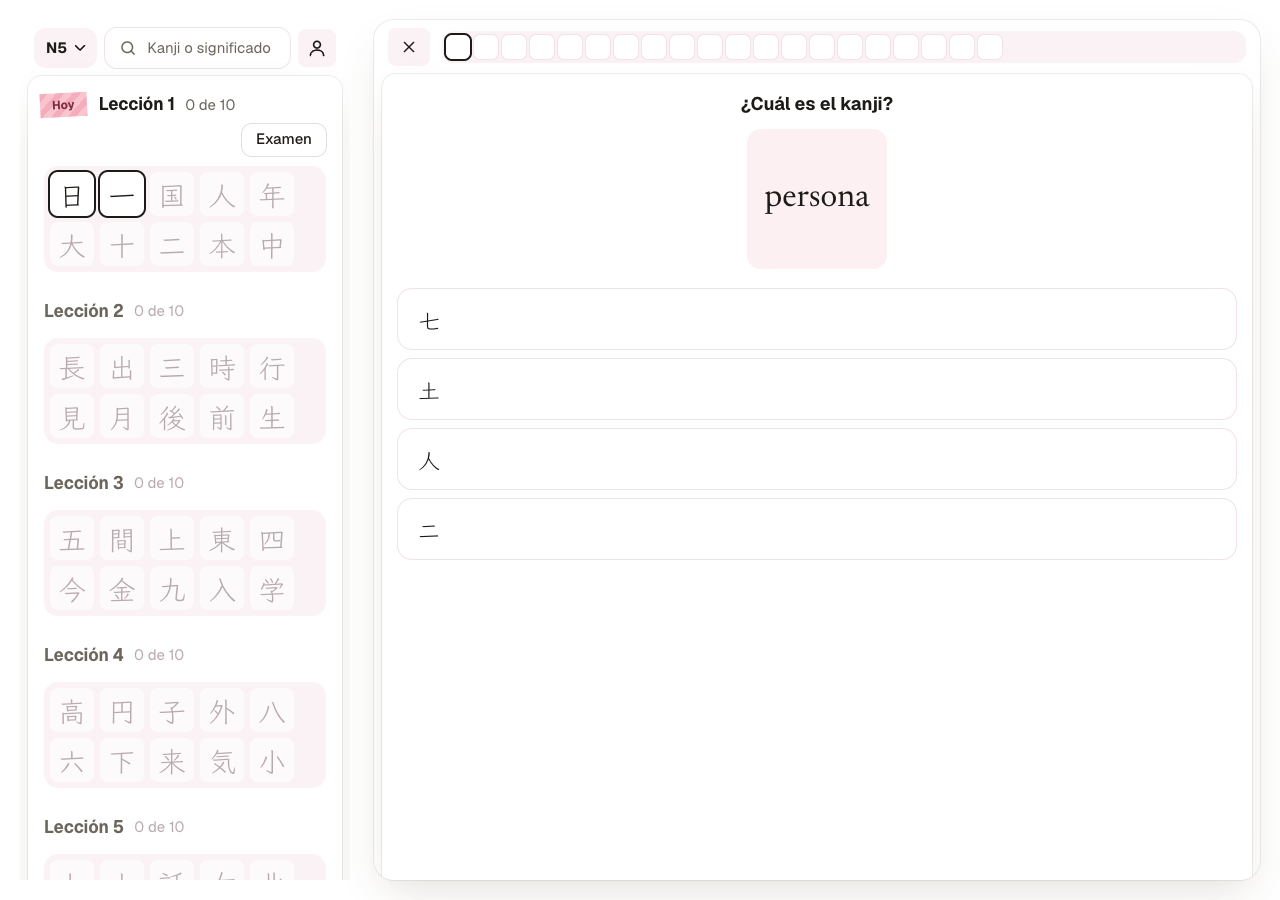 N5
Kanji o significado
Hoy
Lección 1 0 de 10
Examen
日 一 国 人 年
大 十 二 本 中
Lección 2 0 de 10
長 出 三 時 行
見 月 後 前 生
Lección 3 0 de 10
五 間 上 東 四
今 金 九 入 学
Lección 4 0 de 10
高 円 子 外 八
六 下 来 気 小
Lección 5 0 de 10
¿Cuál es el kanji?
persona
七
土
人
二